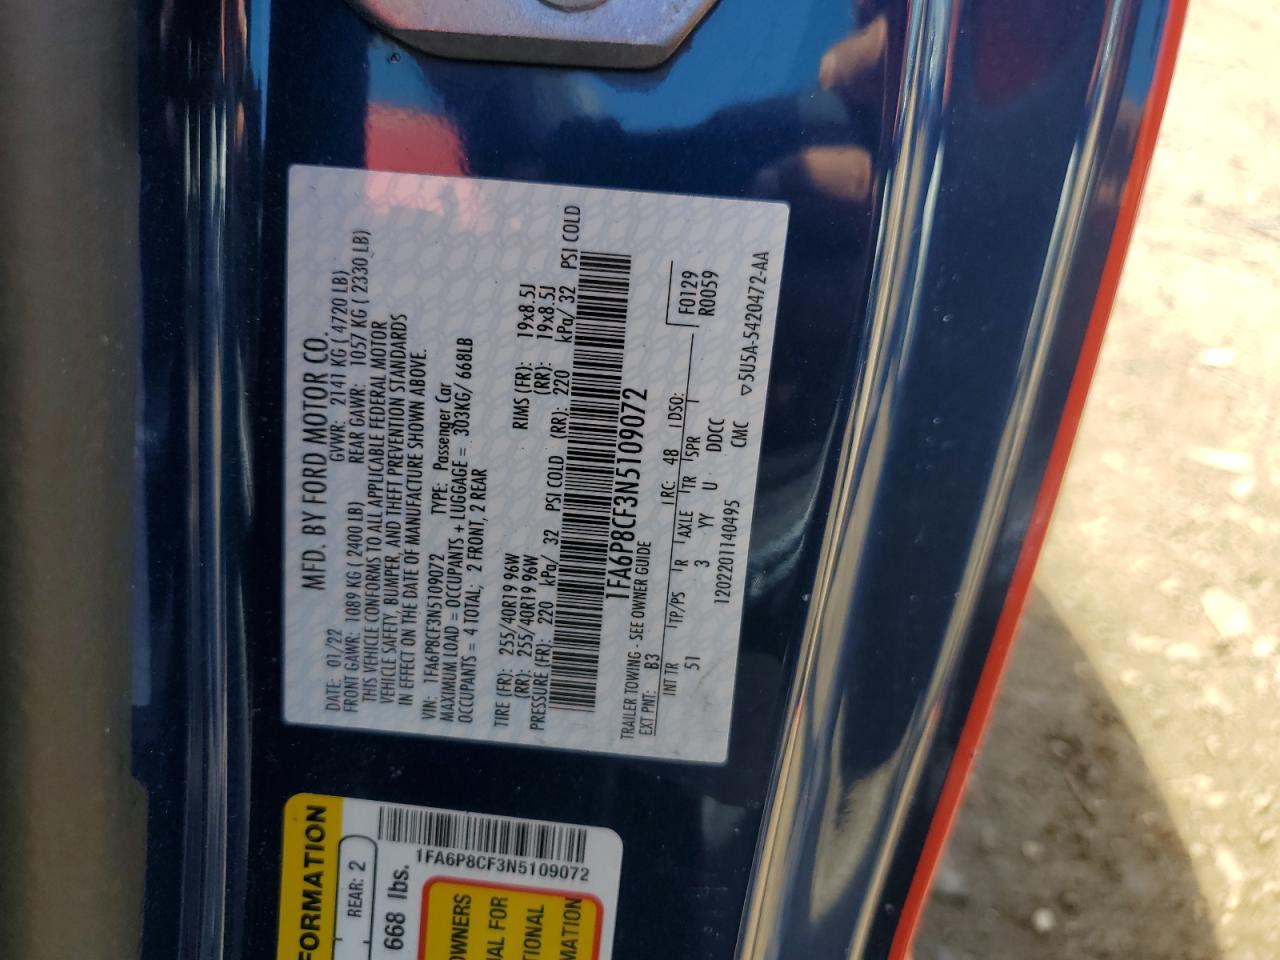 MFD. BY FORD MOTOR CO.
DATE: 01/22 GVWR: 2141 KG ( 4720 LB)
FRONT GAWR: 1089 KG ( 2400 LB) REAR GAWR: 1057 KG ( 2330 LB)
THIS VEHICLE CONFORMS TO ALL APPLICABLE FEDERAL MOTOR
VEHICLE SAFETY, BUMPER, AND THEFT PREVENTION STANDARDS
IN EFFECT ON THE DATE OF MANUFACTURE SHOWN ABOVE.
VIN: 1FA6P8CF3N5109072 TYPE: Passenger Car
MAXIMUM LOAD = OCCUPANTS + LUGGAGE = 303KG/ 668LB
OCCUPANTS = 4 TOTAL; 2 FRONT, 2 REAR
TIRE (FR): 255/40R19 96W RIMS (FR): 19x8.5J
(RR): 255/40R19 96W (RR): 19x8.5J
PRESSURE (FR): 220 kPa/ 32 PSI COLD (RR): 220 kPa/ 32 PSI COLD
1FA6P8CF3N5109072
TRAILER TOWING - SEE OWNER GUIDE
F0129
EXT PNT: B3 RC: 48 DSO: R0059
INT TR TP/PS R AXLE TR SPR
51 3 YY U DDCC
1202201140495 CMC ▽5U5A-5420472-AA
FORMATION
REAR: 2
668 lbs.
1FA6P8CF3N5109072
OWNERS
AL FOR
TIONAL
MATION